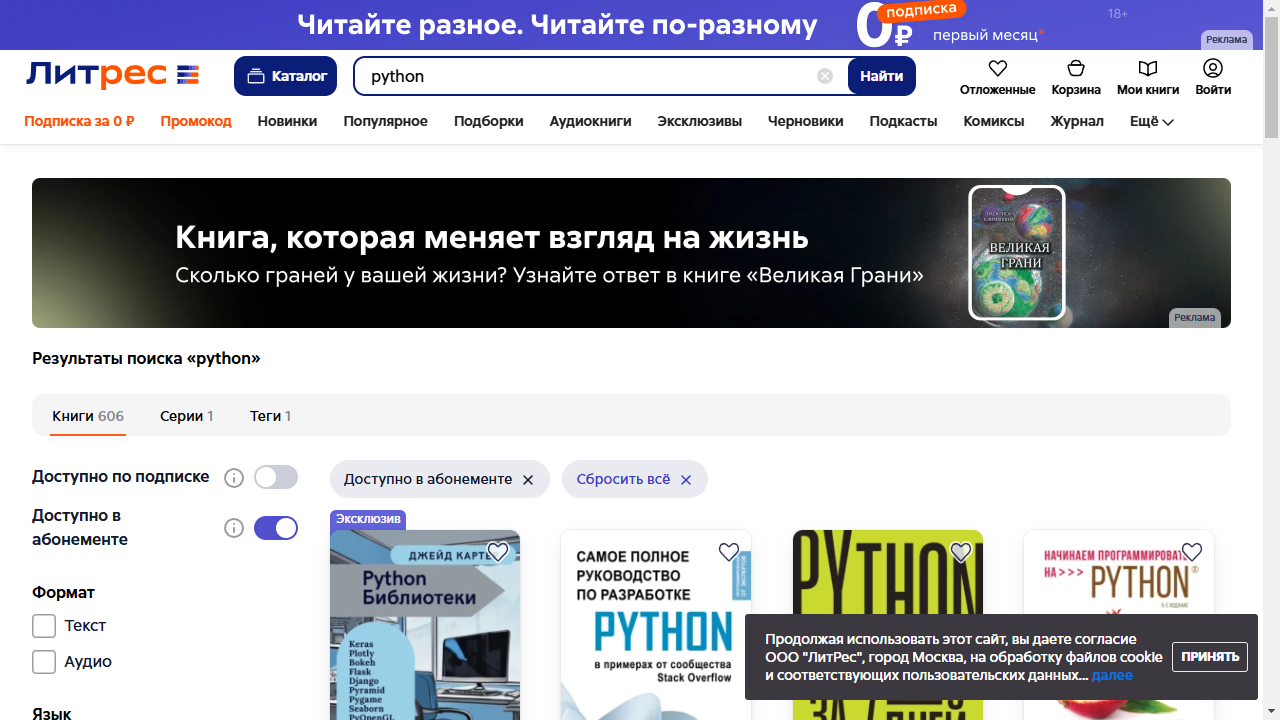 Читайте разное. Читайте по-разному
0₽
подписка
первый месяц*
18+
Реклама
Литрес
Каталог
python
Найти
Отложенные
Корзина
Мои книги
Войти
Подписка за 0 ₽
Промокод
Новинки
Популярное
Подборки
Аудиокниги
Эксклюзивы
Черновики
Подкасты
Комиксы
Журнал
Ещё
Книга, которая меняет взгляд на жизнь
Сколько граней у вашей жизни? Узнайте ответ в книге «Великая Грани»
ВЕЛИКАЯ
ГРАНИ
Реклама
Результаты поиска «python»
Книги 606
Серии 1
Теги 1
Доступно по подписке
Доступно в
абонементе
Формат
Текст
Аудио
Язык
Доступно в абонементе
Сбросить всё
Эксклюзив
ДЖЕЙД КАРТЕ
Python
Библиотеки
Keras
Plotly
Bokeh
Flask
Django
Pyramid
Pygame
Seaborn
PyOpenGL
САМОЕ ПОЛНОЕ
РУКОВОДСТВО
ПО РАЗРАБОТКЕ
PYTHON
в примерах от сообщества
Stack Overflow
PYTHON
ЗА 7 ДНЕЙ
НАЧИНАЕМ ПРОГРАММИРОВАТЬ
НА>>> PYTHON®
5-Е ИЗДАНИЕ
Продолжая использовать этот сайт, вы даете согласие
ООО "ЛитРес", город Москва, на обработку файлов cookie
и соответствующих пользовательских данных... далее
ПРИНЯТЬ